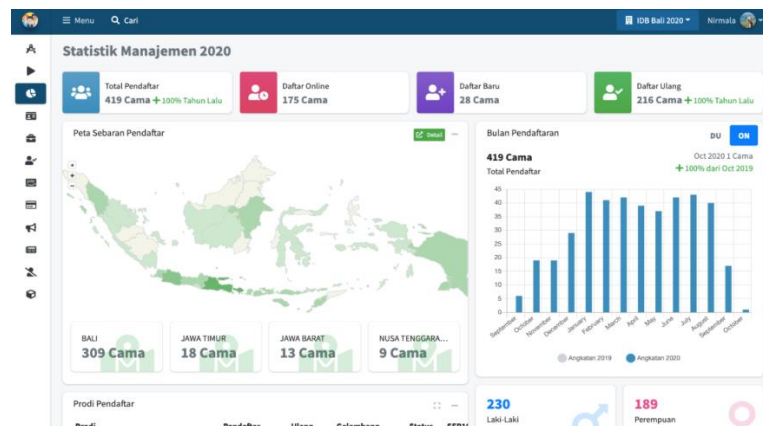 Menu
Cari
IDB Bali 2020
Nirmala
Statistik Manajemen 2020
Total Pendaftar
419 Cama + 100% Tahun Lalu
Daftar Online
175 Cama
Daftar Baru
28 Cama
Daftar Ulang
216 Cama + 100% Tahun Lalu
Peta Sebaran Pendaftar
Detail
BALI
309 Cama
JAWA TIMUR
18 Cama
JAWA BARAT
13 Cama
NUSA TENGGARA...
9 Cama
Bulan Pendaftaran
DU
ON
419 Cama
Total Pendaftar
Oct 2020 1 Cama
+ 100% dari Oct 2019
45
40
35
30
25
20
15
10
5
0
September
October
November
December
January
February
March
April
May
June
July
August
September
October
Angkatan 2019
Angkatan 2020
Prodi Pendaftar
Prodi
Pendaftar
Ulang
Gelombang
Status
230
Laki-Laki
189
Perempuan